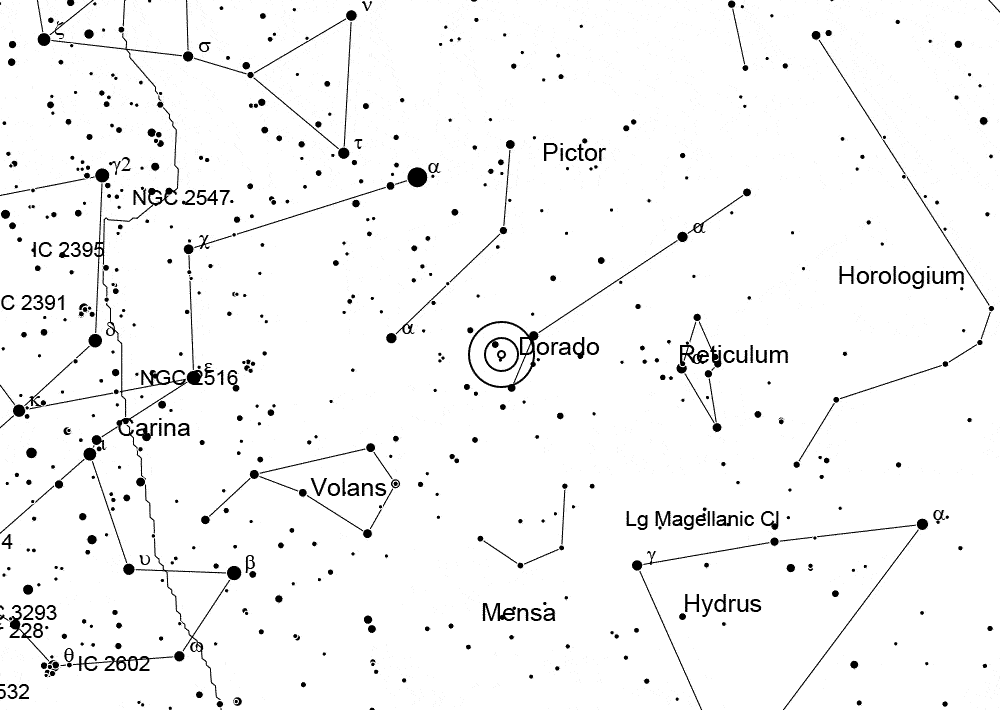 ζ
σ
ν
τ
γ2
α
Pictor
NGC 2547
χ
α
IC 2395
Horologium
C 2391
δ
α
Dorado
Reticulum
α
ε
NGC 2516
κ
Carina
ι
Volans
Lg Magellanic Cl
α
4
υ
β
γ
C 3293
228
Mensa
Hydrus
ω
θ
IC 2602
532